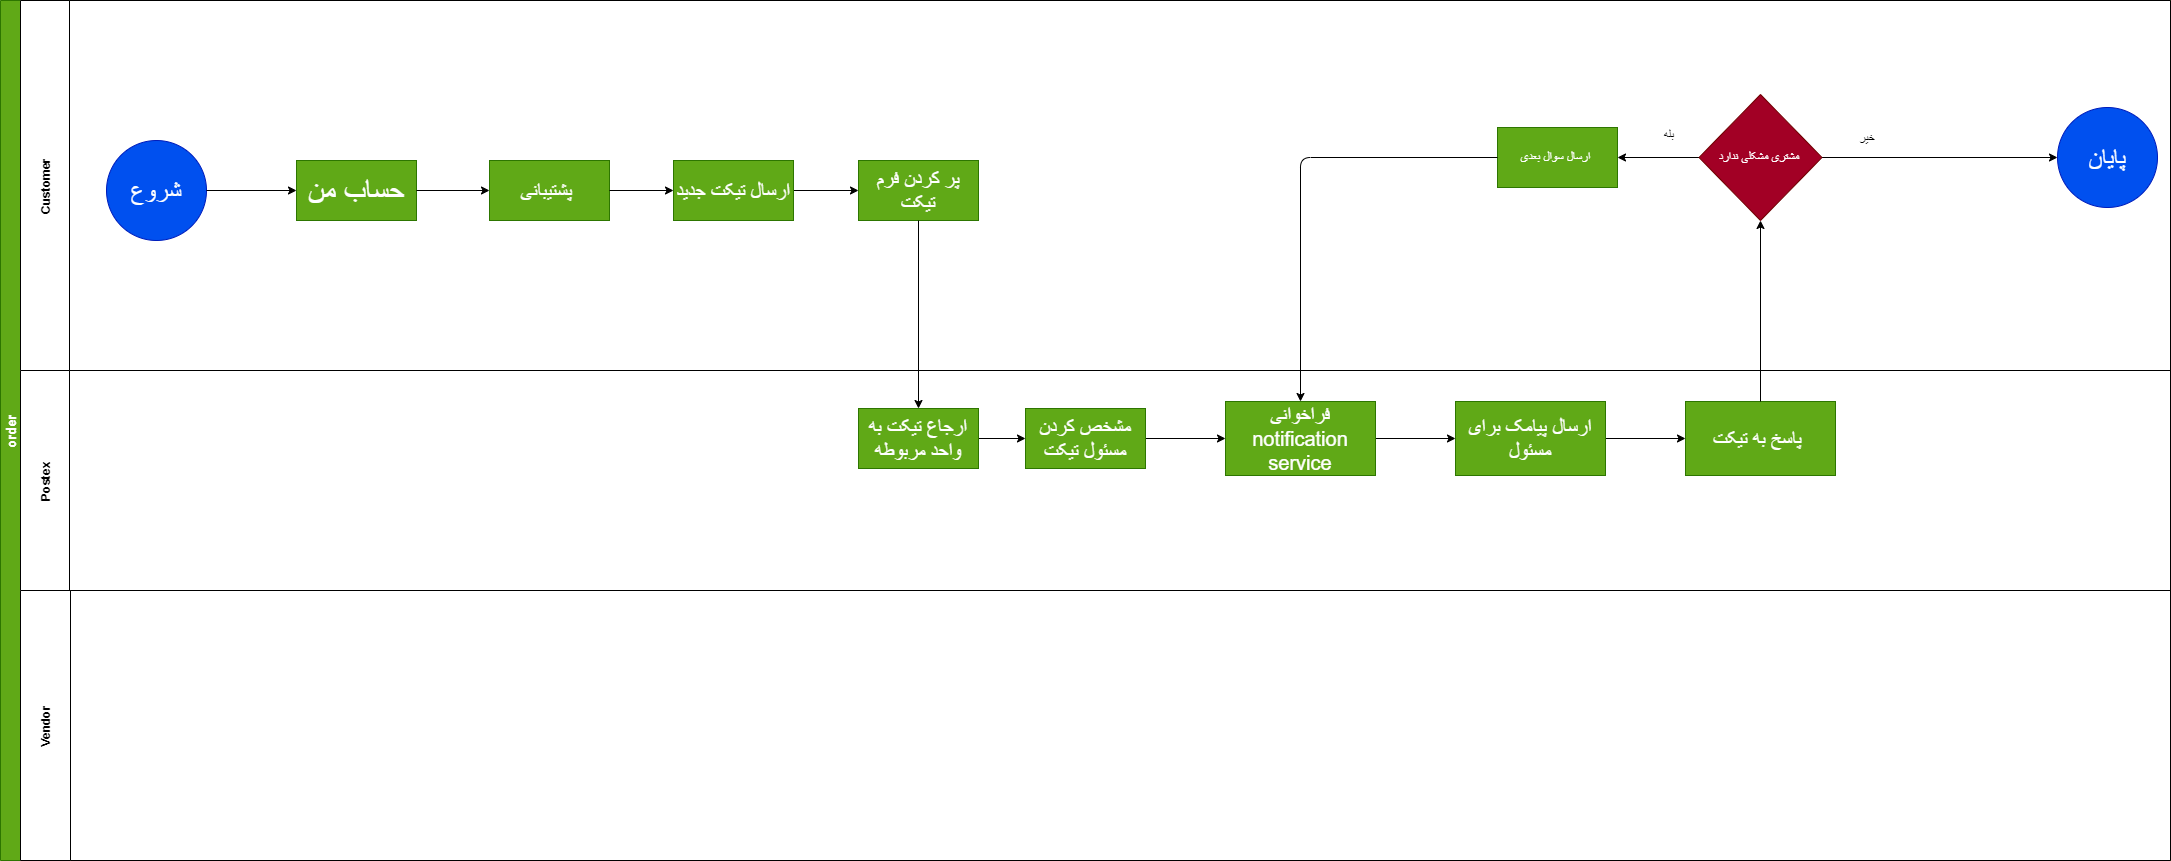 order
Customer
شروع
حساب من
پشتیبانی
ارسال تیکت جدید
پر کردن فرم
تیکت
ارسال سوال بعدی
بله
مشتری مشکلی ندارد
خیر
پایان
Postex
ارجاع تیکت به
واحد مربوطه
مشخص کردن
مسئول تیکت
فراخوانی
notification
service
ارسال پیامک برای
مسئول
پاسخ به تیکت
Vendor